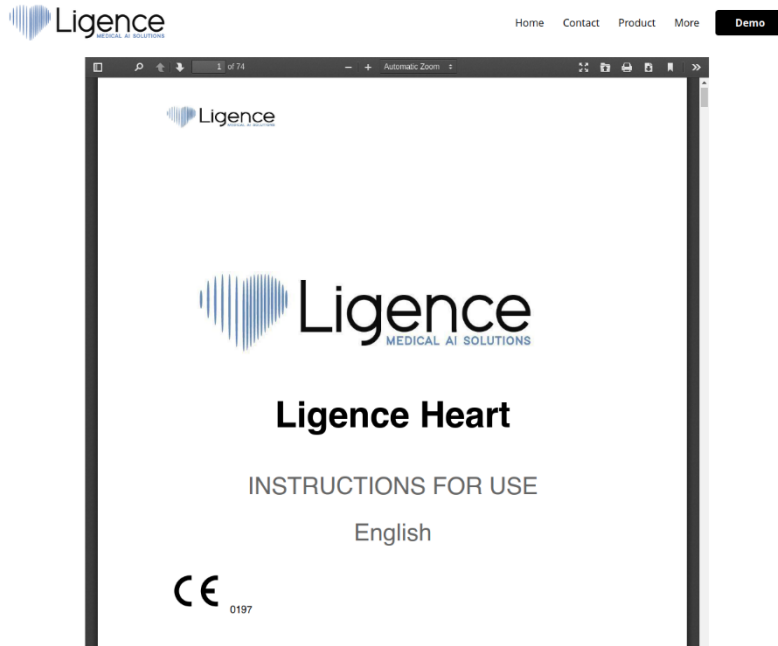 Ligence
MEDICAL AI SOLUTIONS
Home Contact Product More Demo
1 of 74 Automatic Zoom
Ligence
MEDICAL AI SOLUTIONS
Ligence
MEDICAL AI SOLUTIONS
Ligence Heart
INSTRUCTIONS FOR USE
English
CE 0197